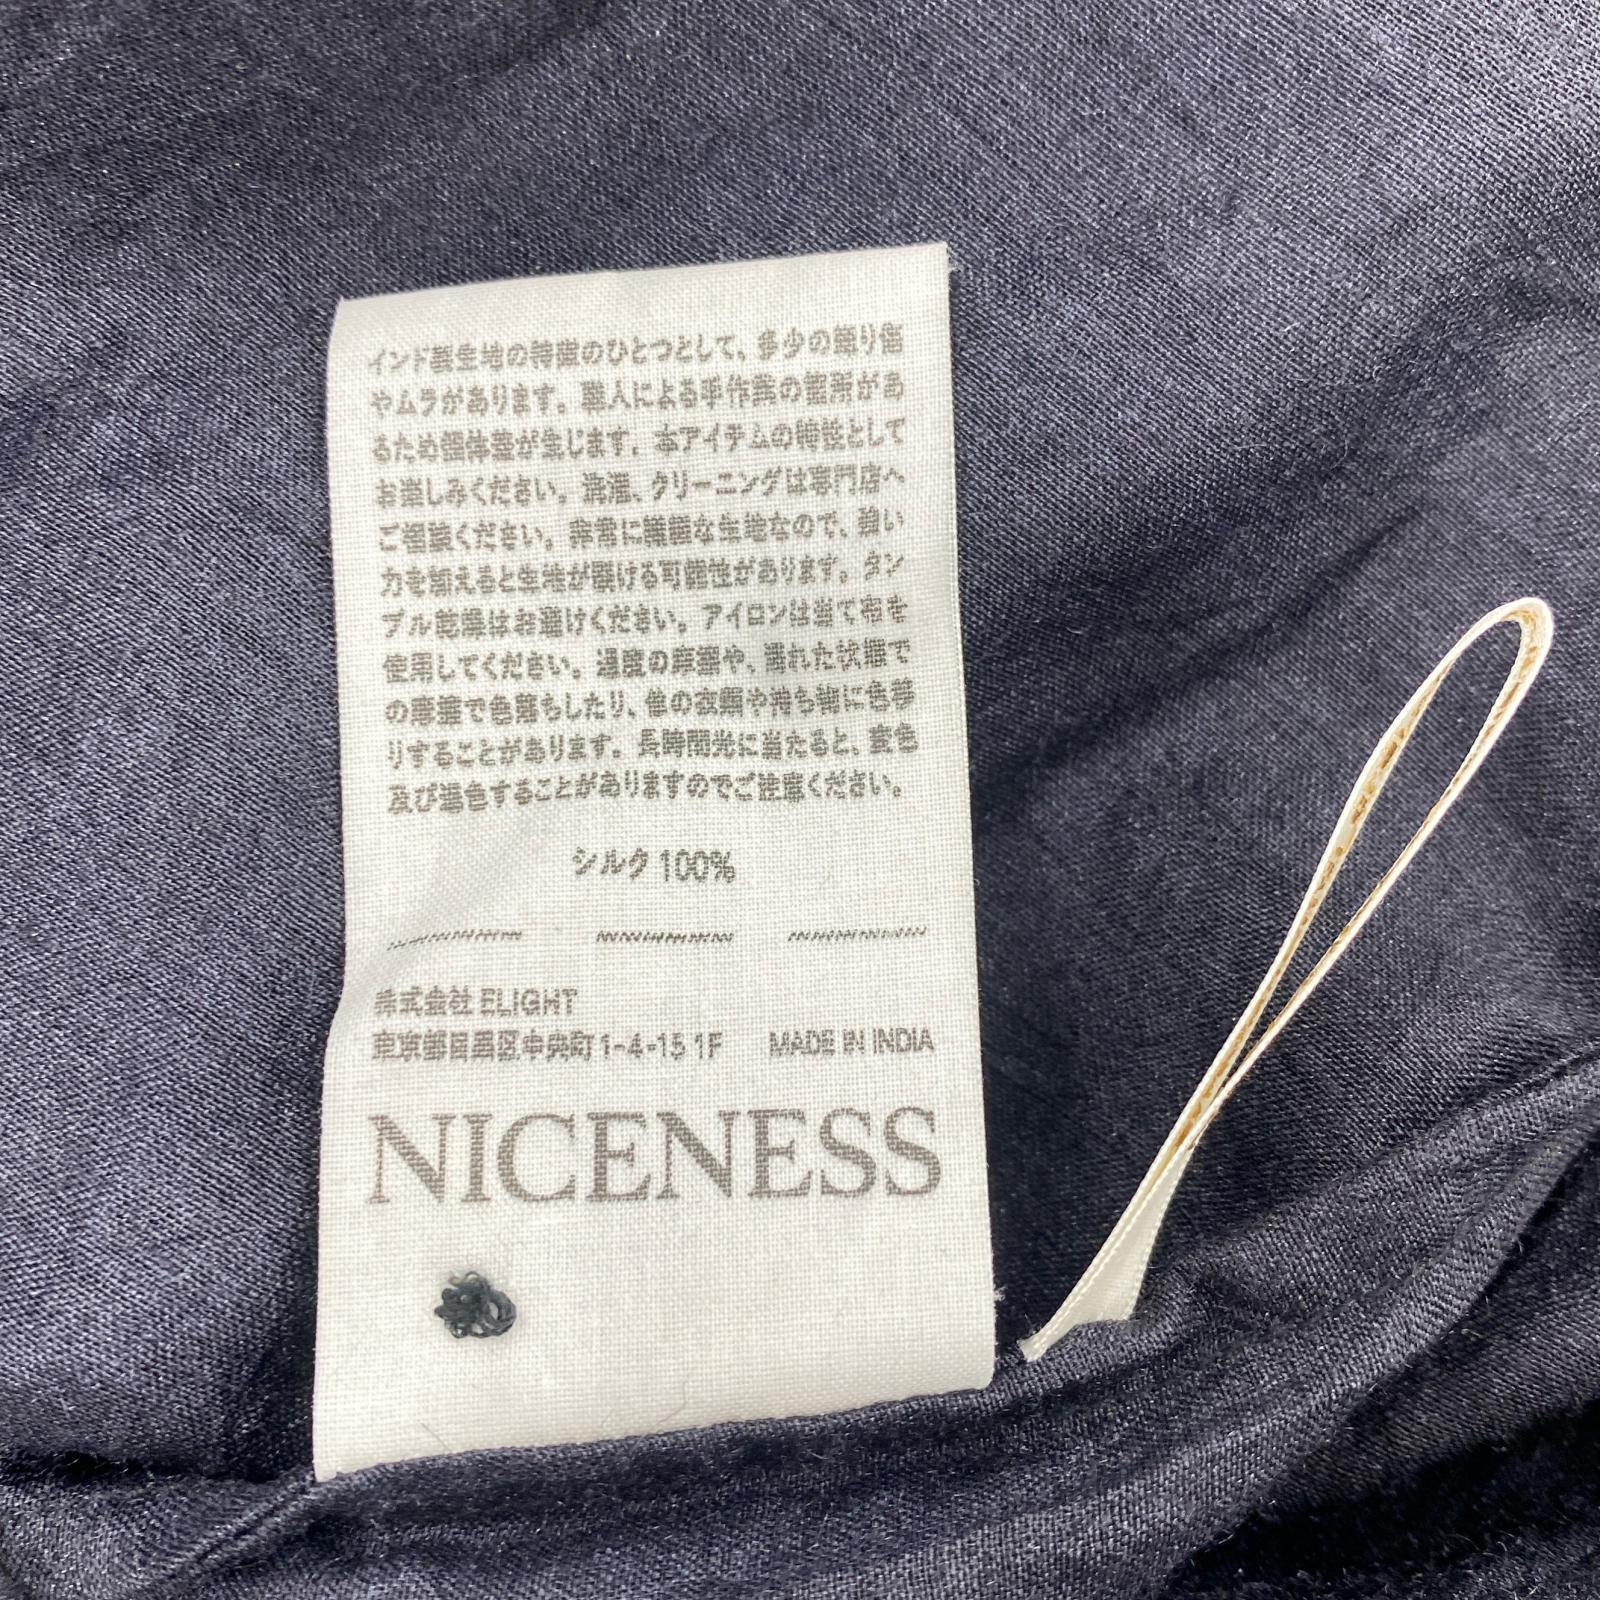 インド製生地の特徴のひとつとして、多少の織り傷
やムラがあります。職人による手作業の箇所があ
るため個体差が生じます。本アイテムの特性として
お楽しみください。洗濯、クリーニングは専門店へ
ご相談ください。非常に繊細な生地なので、強い
力を加えると生地が裂ける可能性があります。タン
ブル乾燥はお避けください。アイロンは当て布を
使用してください。過度の摩擦や、濡れた状態で
の摩擦で色落ちしたり、他の衣類や持ち物に色移
りすることがあります。長時間光に当たると、変色
及び退色することがありますのでご注意ください。
シルク 100%
株式会社 ELIGHT
東京都目黒区中央町 1-4-15 1F MADE IN INDIA
NICENESS